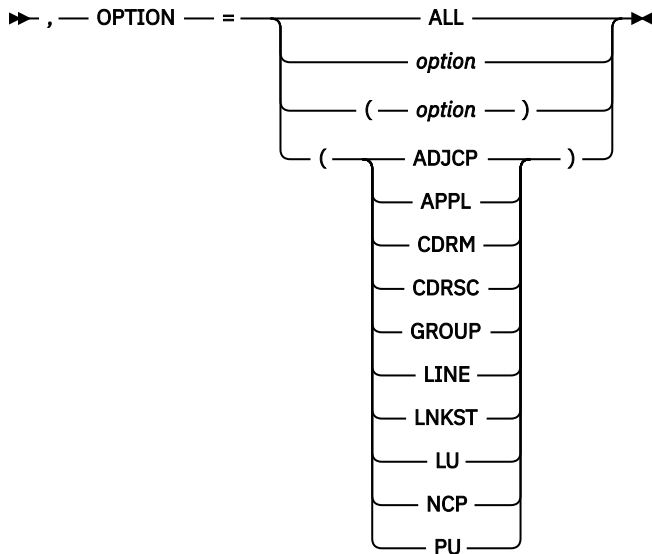 , OPTION = ALL
option
( option )
( ADJCP )
APPL
CDRM
CDRSC
GROUP
LINE
LNKST
LU
NCP
PU